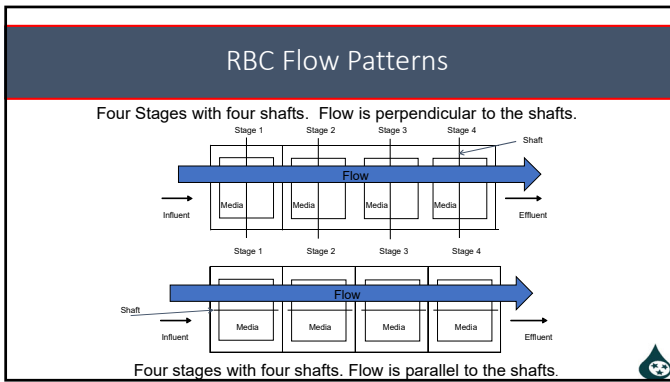 RBC Flow Patterns
Four Stages with four shafts. Flow is perpendicular to the shafts.
Stage 1 Stage 2 Stage 3 Stage 4
Shaft
Flow
Media Media Media Media
Influent Effluent
Stage 1 Stage 2 Stage 3 Stage 4
Flow
Shaft
Influent Media Media Media Media Effluent
Four stages with four shafts. Flow is parallel to the shafts.